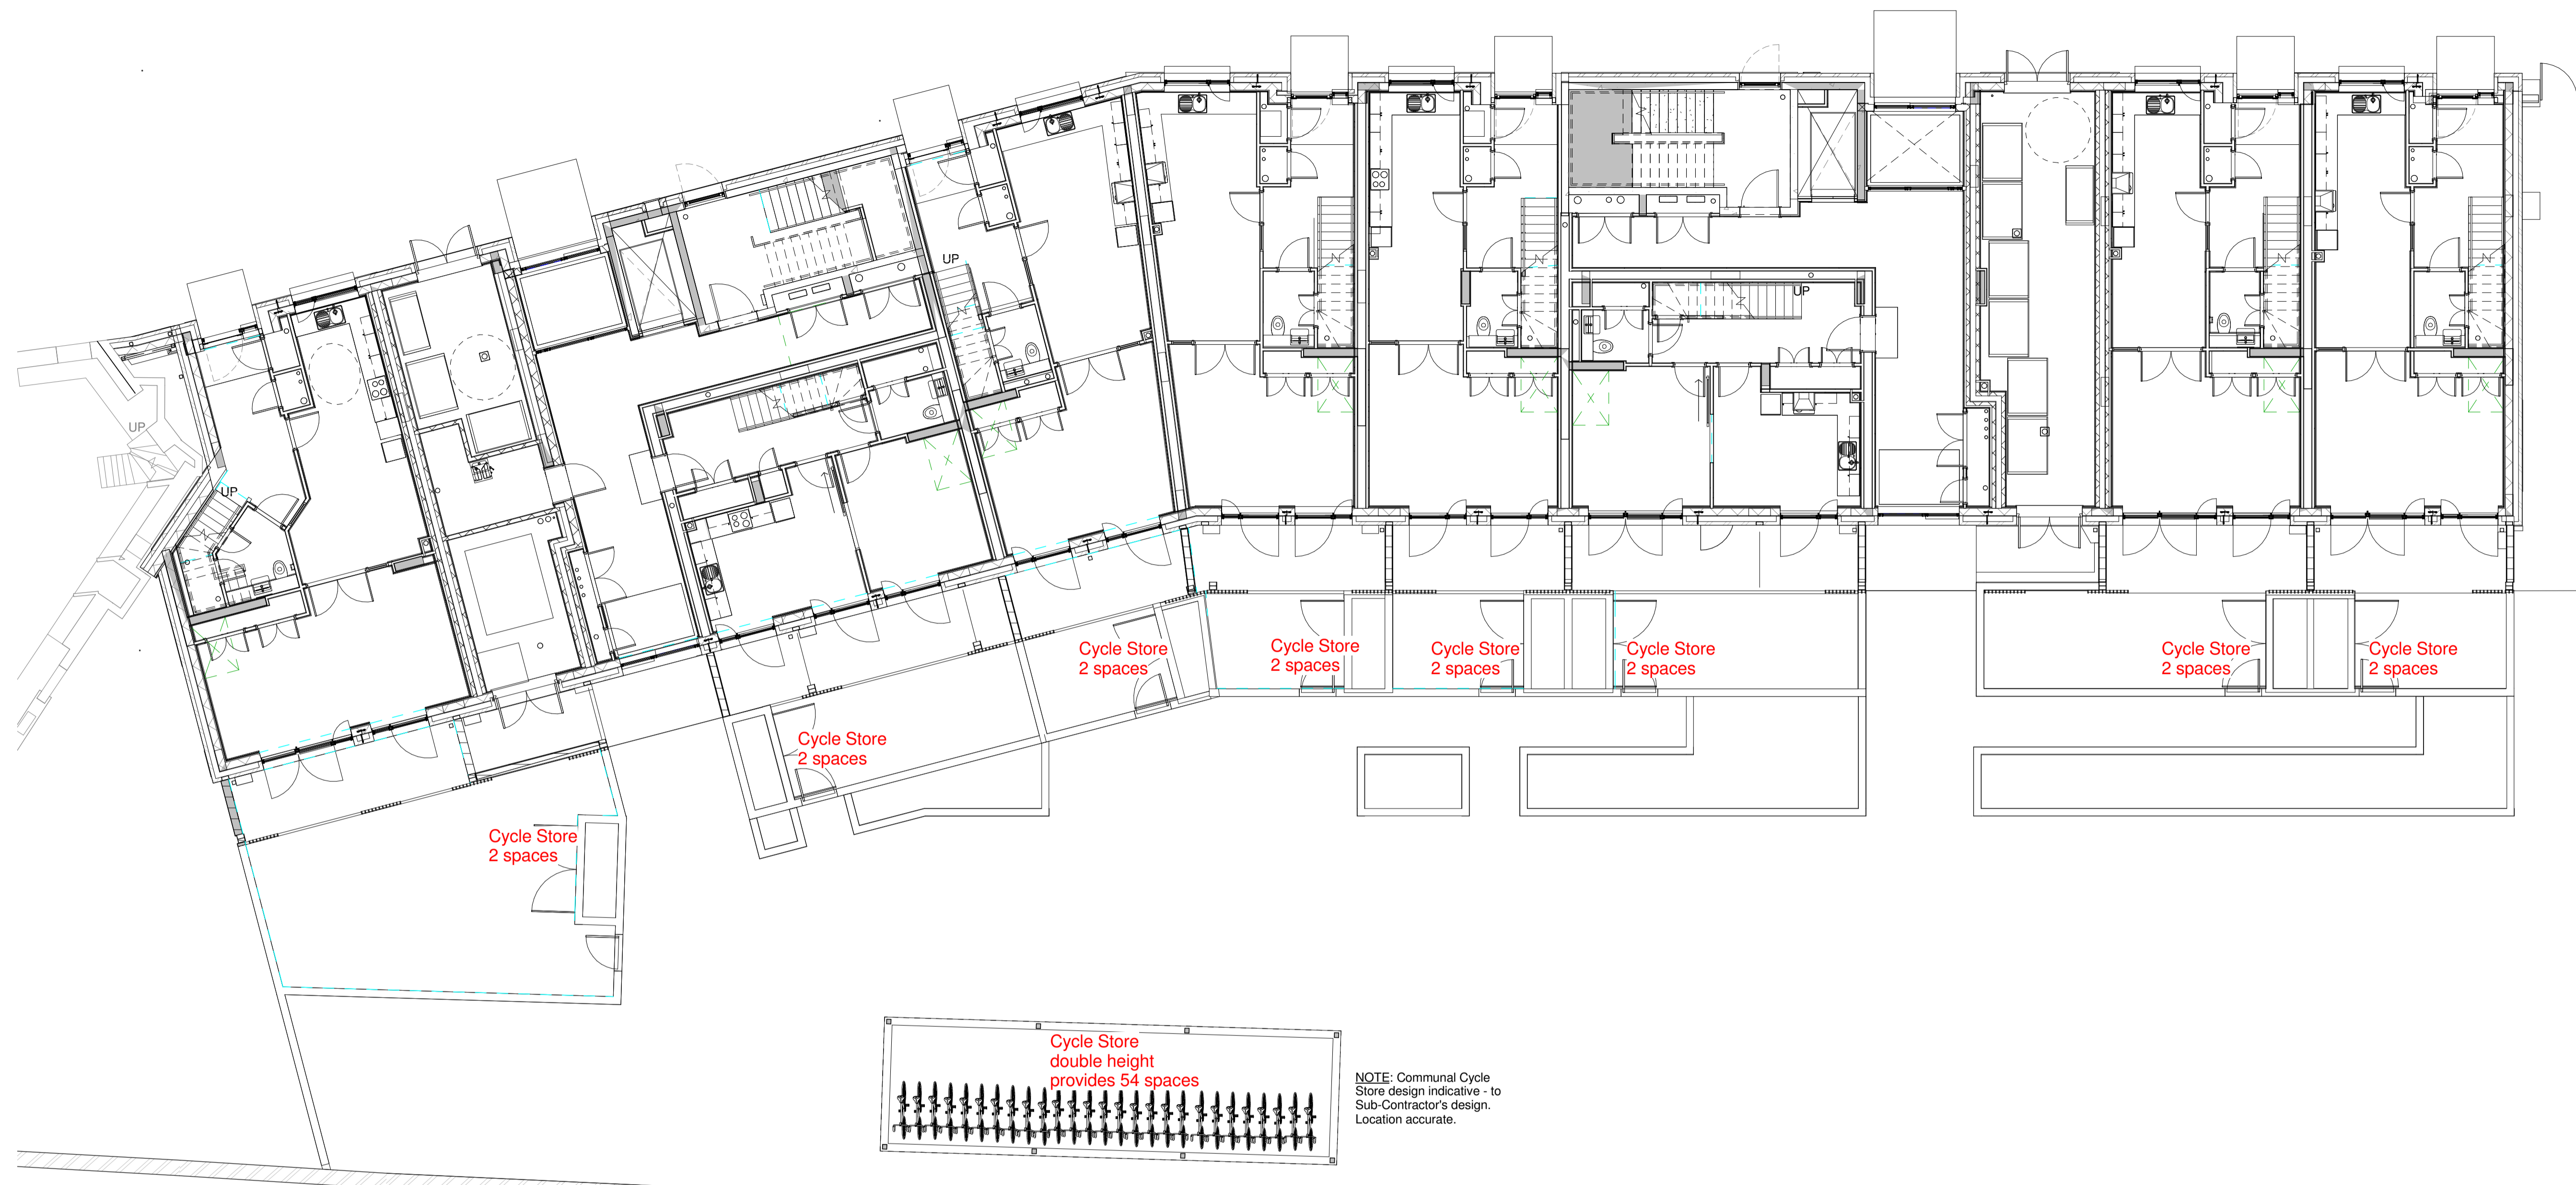 UP
UP
UP
UP
Cycle Store
2 spaces
Cycle Store
2 spaces
Cycle Store
2 spaces
Cycle Store
2 spaces
Cycle Store
2 spaces
Cycle Store
2 spaces
Cycle Store
2 spaces
Cycle Store
2 spaces
Cycle Store
double height
provides 54 spaces
NOTE: Communal Cycle
Store design indicative - to
Sub-Contractor's design.
Location accurate.